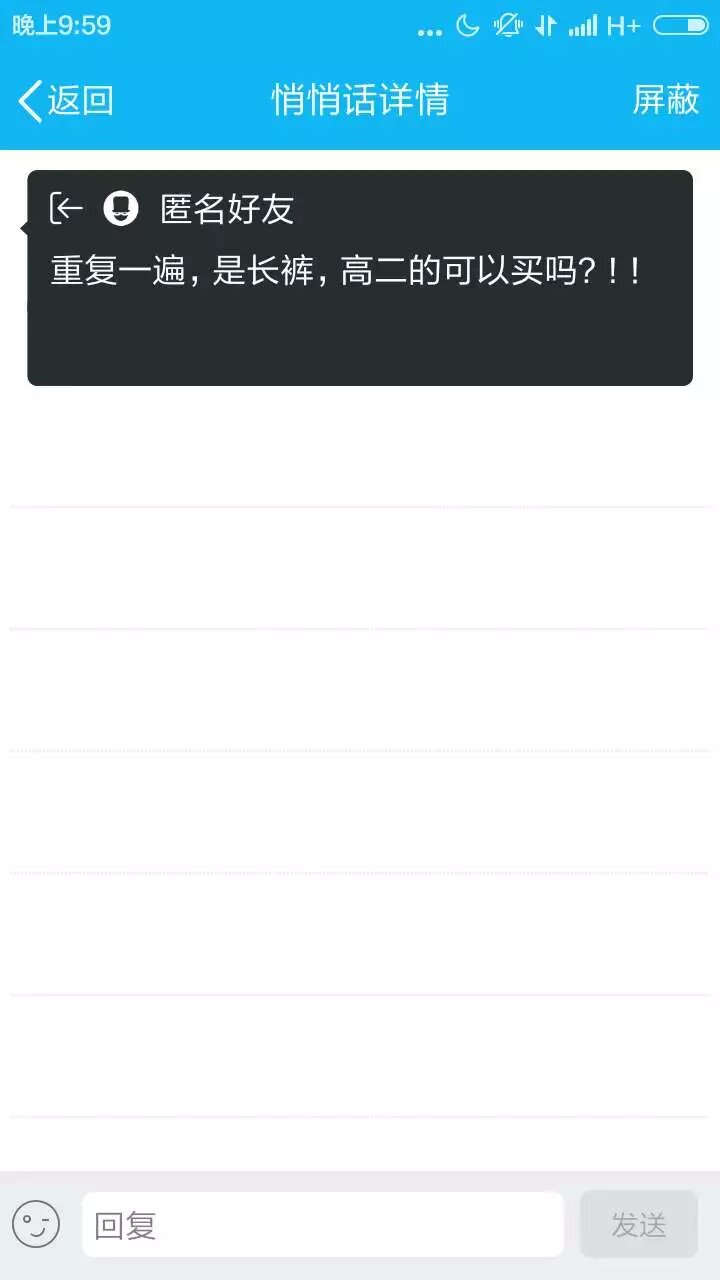 晚上9:59
... H+
返回 悄悄话详情 屏蔽
匿名好友
重复一遍, 是长裤, 高二的可以买吗? ! !
回复 发送